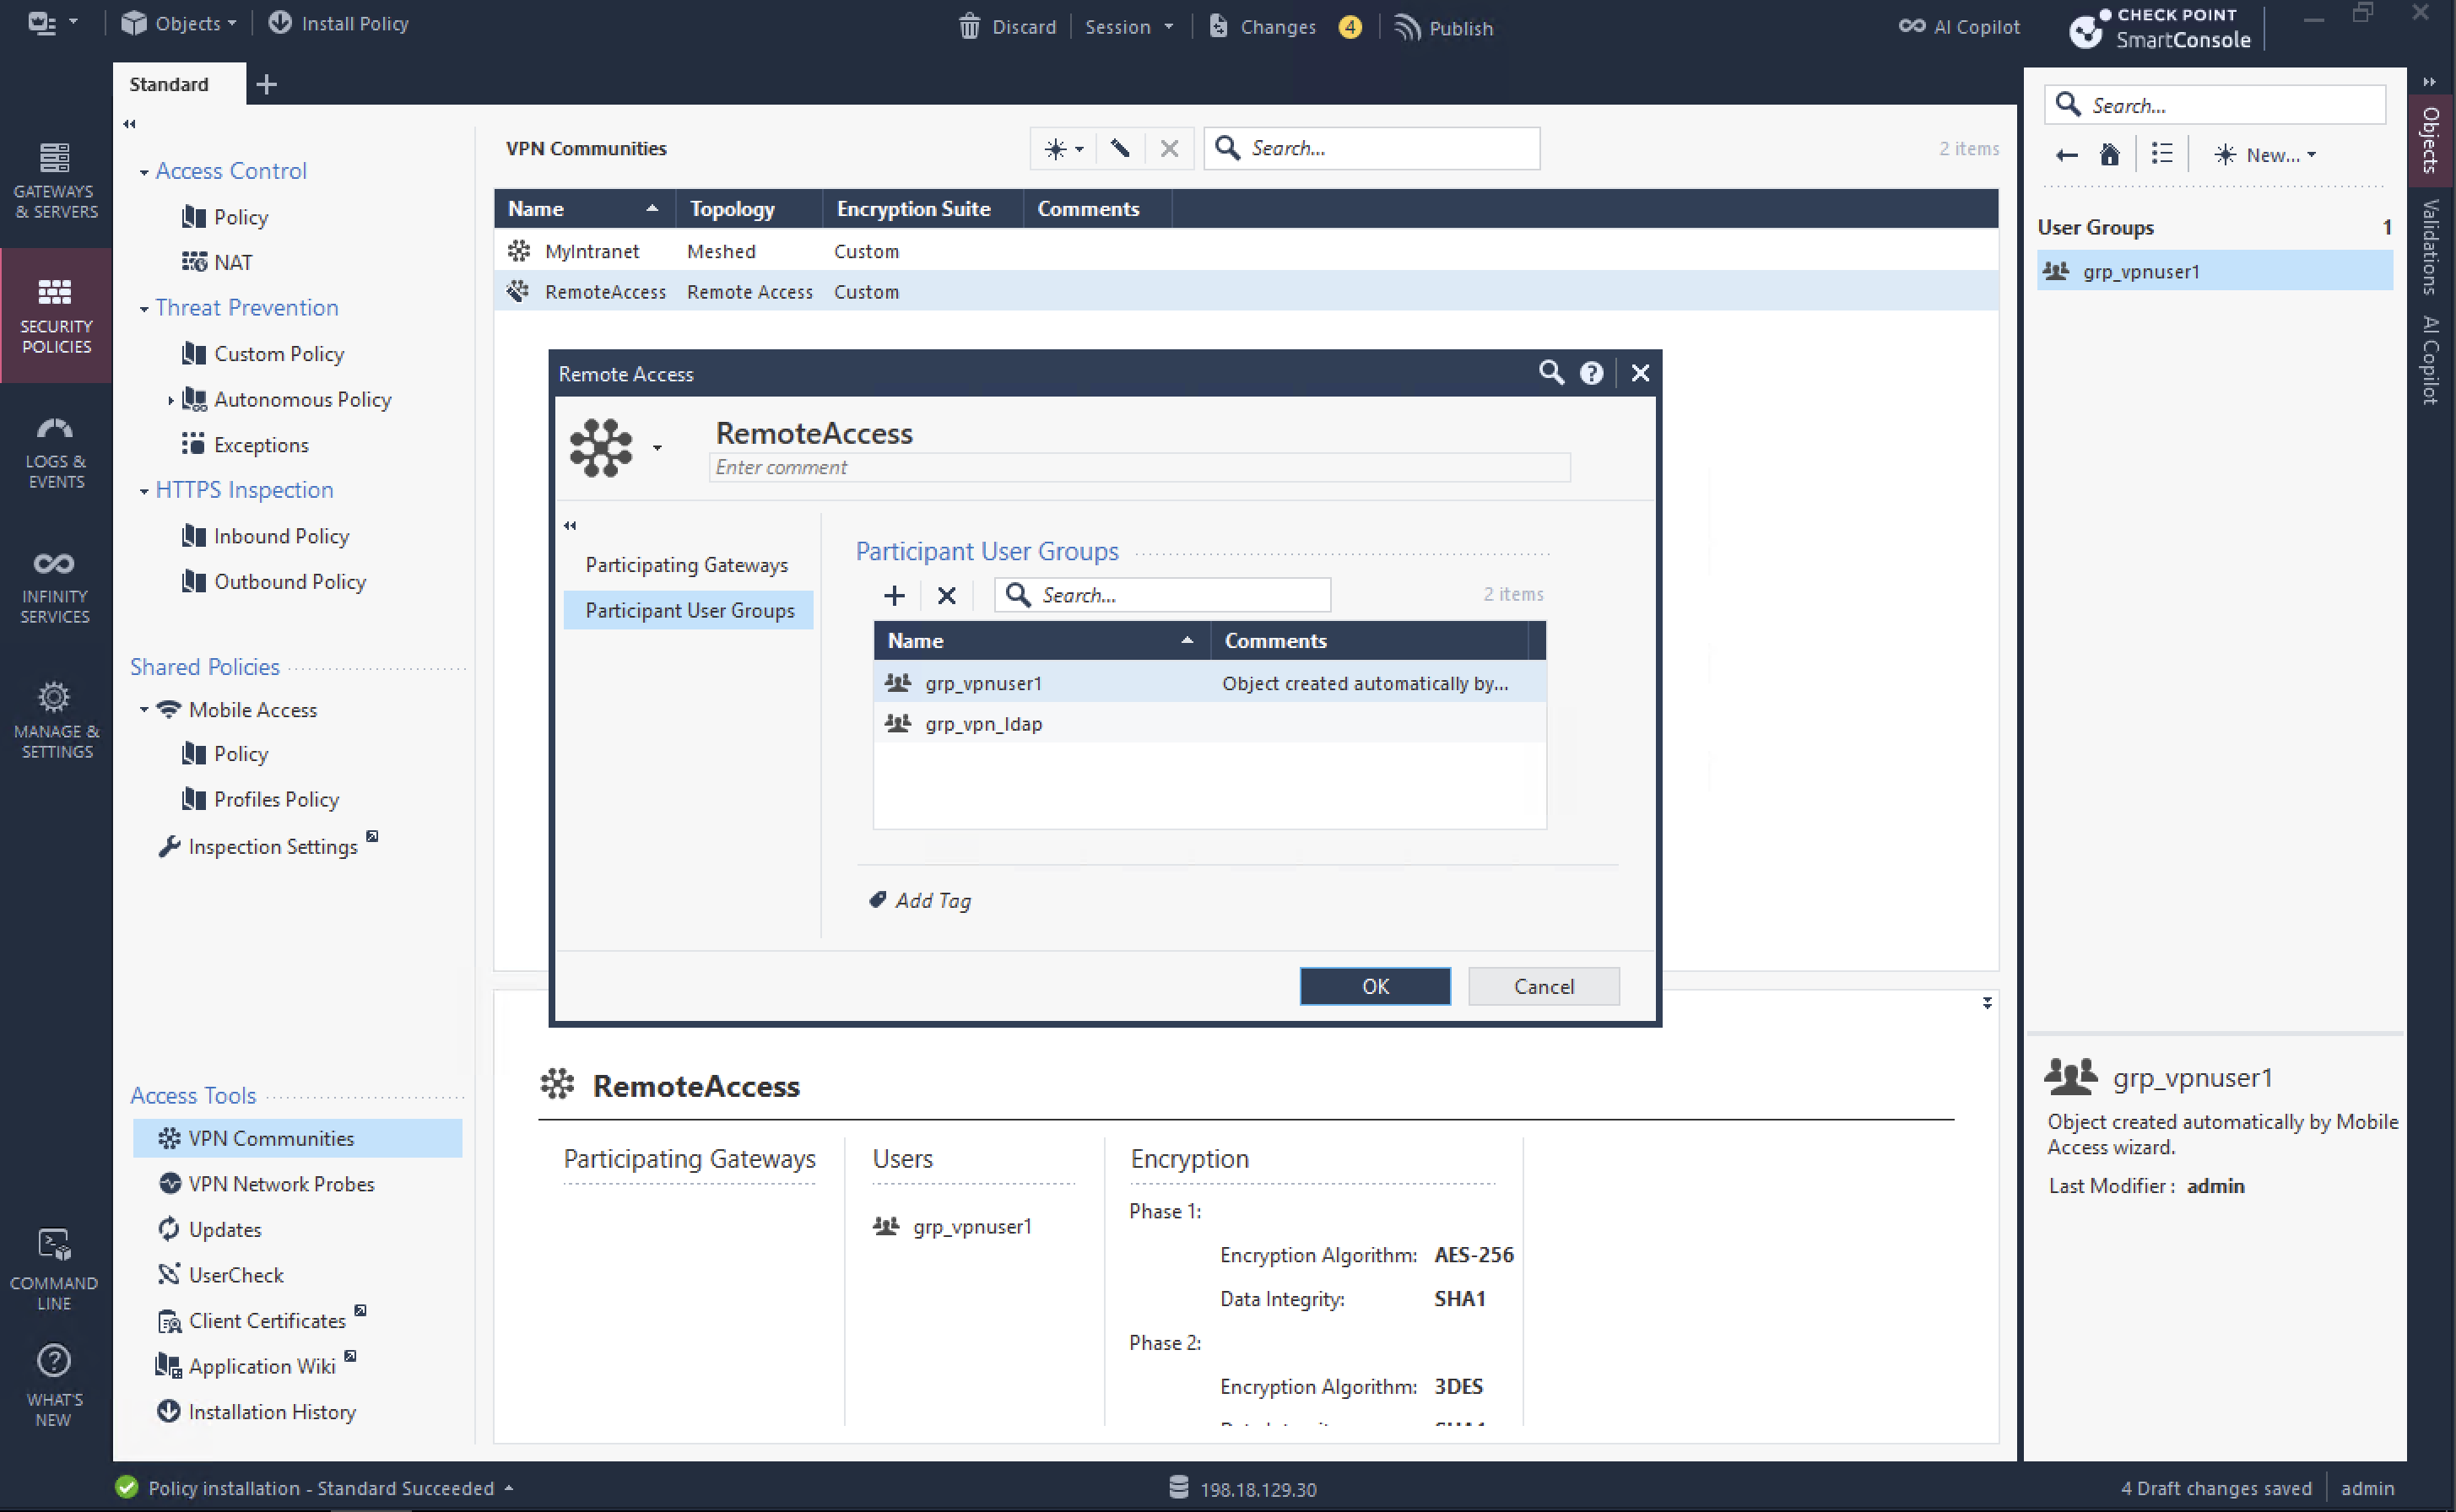 Objects
Install Policy
Discard
Session
Changes
4
Publish
AI Copilot
CHECK POINT
SmartConsole
Standard
GATEWAYS
& SERVERS
SECURITY
POLICIES
LOGS &
EVENTS
INFINITY
SERVICES
MANAGE &
SETTINGS
COMMAND
LINE
WHAT'S
NEW
Access Control
Policy
NAT
Threat Prevention
Custom Policy
Autonomous Policy
Exceptions
HTTPS Inspection
Inbound Policy
Outbound Policy
Shared Policies
Mobile Access
Policy
Profiles Policy
Inspection Settings
Access Tools
VPN Communities
VPN Network Probes
Updates
UserCheck
Client Certificates
Application Wiki
Installation History
VPN Communities
Search...
2 items
Name Topology Encryption Suite Comments
MyIntranet Meshed Custom
RemoteAccess Remote Access Custom
Remote Access
RemoteAccess
Enter comment
Participating Gateways
Participant User Groups
Participant User Groups
Search...
2 items
Name Comments
grp_vpnuser1 Object created automatically by...
grp_vpn_ldap
Add Tag
OK
Cancel
RemoteAccess
Participating Gateways
Users
grp_vpnuser1
Encryption
Phase 1:
Encryption Algorithm: AES-256
Data Integrity: SHA1
Phase 2:
Encryption Algorithm: 3DES
Search...
New...
User Groups 1
grp_vpnuser1
grp_vpnuser1
Object created automatically by Mobile
Access wizard.
Last Modifier : admin
Objects
Validations
AI Copilot
Policy installation - Standard Succeeded
198.18.129.30
4 Draft changes saved
admin